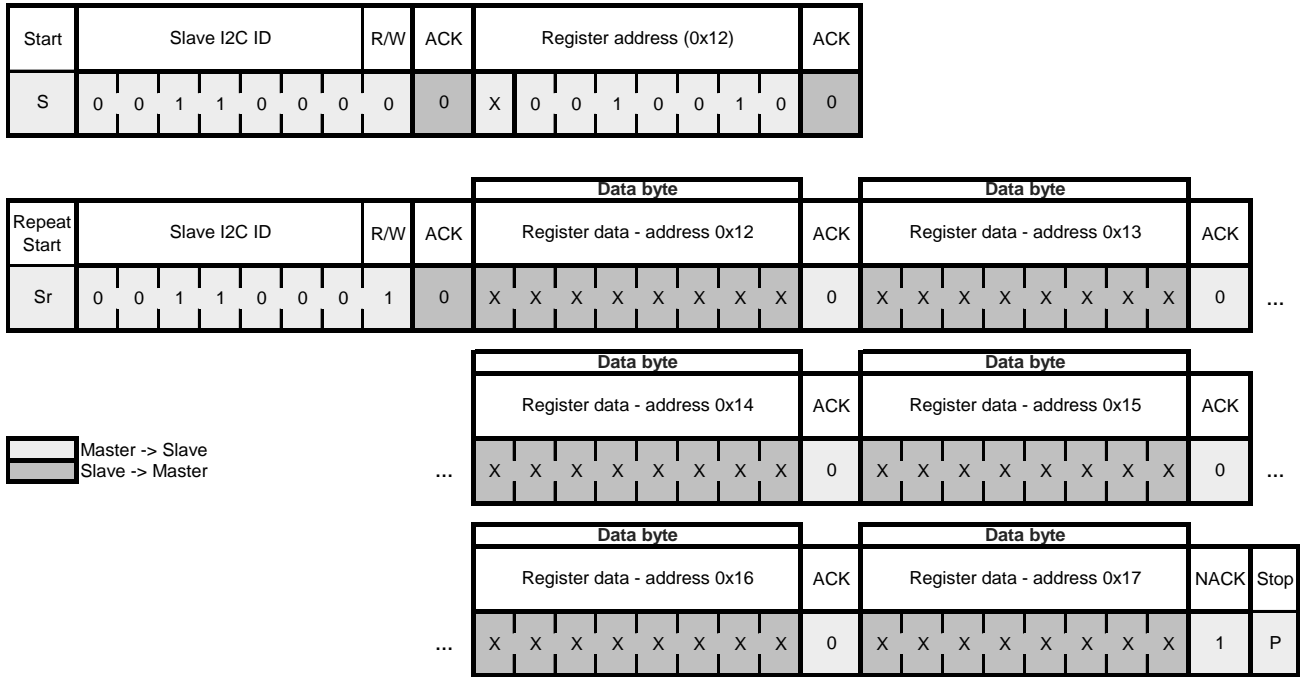 Start Slave I2C ID R/W ACK Register address (0x12) ACK
S 0 0 1 1 0 0 0 0 0 X 0 0 1 0 0 1 0 0
Data byte Data byte
Repeat Start Slave I2C ID R/W ACK Register data - address 0x12 ACK Register data - address 0x13 ACK
Sr 0 0 1 1 0 0 0 1 0 X X X X X X X X 0 X X X X X X X X 0 ...
Data byte Data byte
Register data - address 0x14 ACK Register data - address 0x15 ACK
Master -> Slave
Slave -> Master
... X X X X X X X X 0 X X X X X X X X 0 ...
Data byte Data byte
Register data - address 0x16 ACK Register data - address 0x17 NACK Stop
... X X X X X X X X 0 X X X X X X X X 1 P